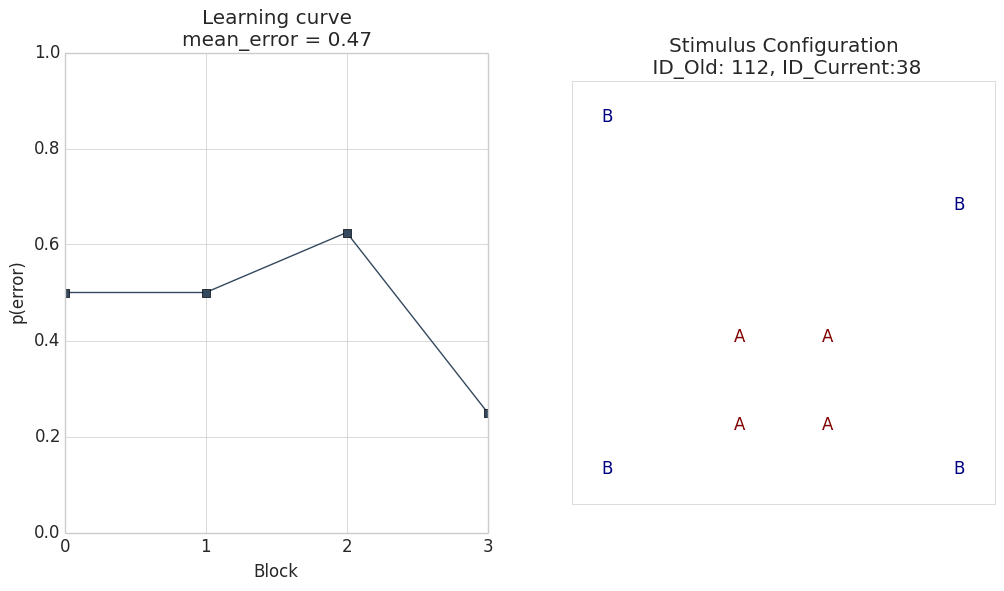 Learning curve
mean_error = 0.47
1.0
0.8
0.6
0.4
0.2
0.0
p(error)
0 1 2 3
Block
Stimulus Configuration
ID_Old: 112, ID_Current:38
B
B
A A
A A
B B